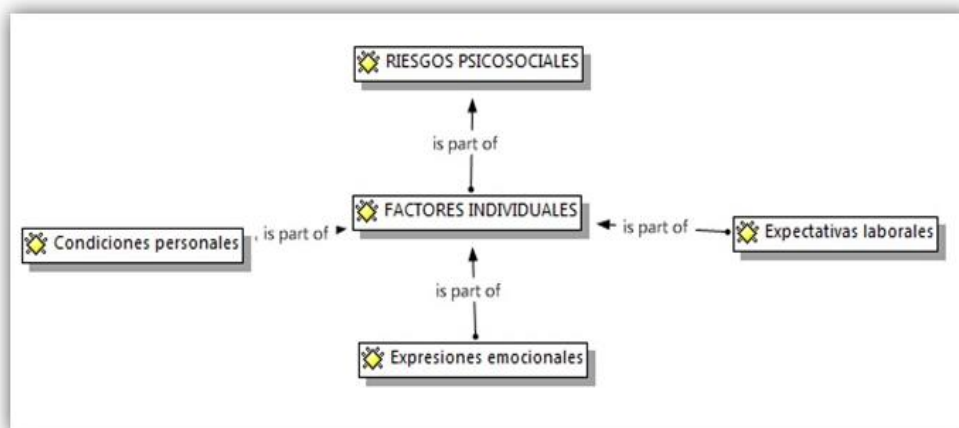 RIESGOS PSICOSOCIALES
is part of
FACTORES INDIVIDUALES
Condiciones personales
is part of
is part of
Expectativas laborales
is part of
Expresiones emocionales